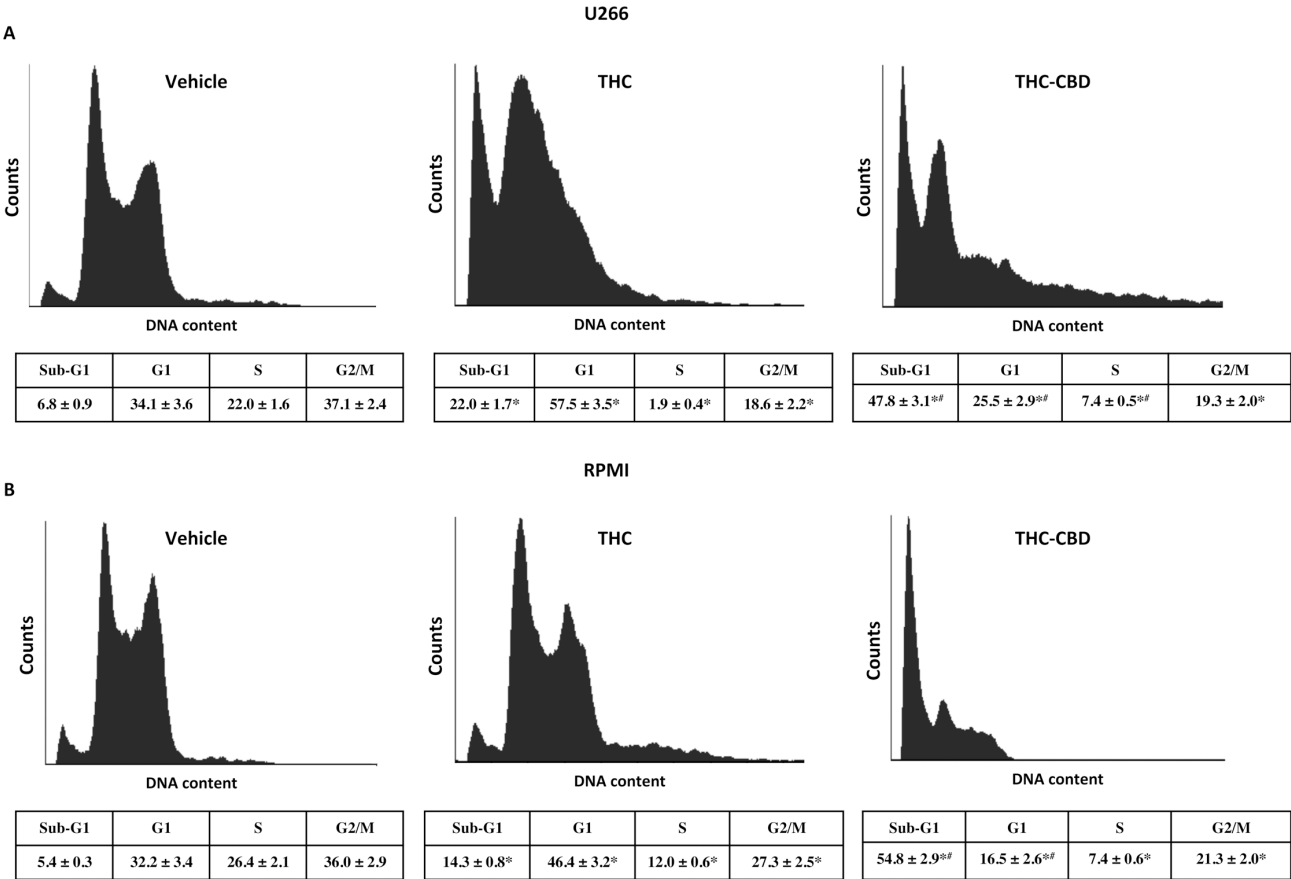 U266
A
Vehicle
THC
THC-CBD
Counts
Counts
Counts
DNA content
DNA content
DNA content
Sub-G1 G1 S G2/M
6.8 ± 0.9 34.1 ± 3.6 22.0 ± 1.6 37.1 ± 2.4
Sub-G1 G1 S G2/M
22.0 ± 1.7* 57.5 ± 3.5* 1.9 ± 0.4* 18.6 ± 2.2*
Sub-G1 G1 S G2/M
47.8 ± 3.1*# 25.5 ± 2.9*# 7.4 ± 0.5*# 19.3 ± 2.0*
RPMI
B
Vehicle
THC
THC-CBD
Counts
Counts
Counts
DNA content
DNA content
DNA content
Sub-G1 G1 S G2/M
5.4 ± 0.3 32.2 ± 3.4 26.4 ± 2.1 36.0 ± 2.9
Sub-G1 G1 S G2/M
14.3 ± 0.8* 46.4 ± 3.2* 12.0 ± 0.6* 27.3 ± 2.5*
Sub-G1 G1 S G2/M
54.8 ± 2.9*# 16.5 ± 2.6*# 7.4 ± 0.6* 21.3 ± 2.0*